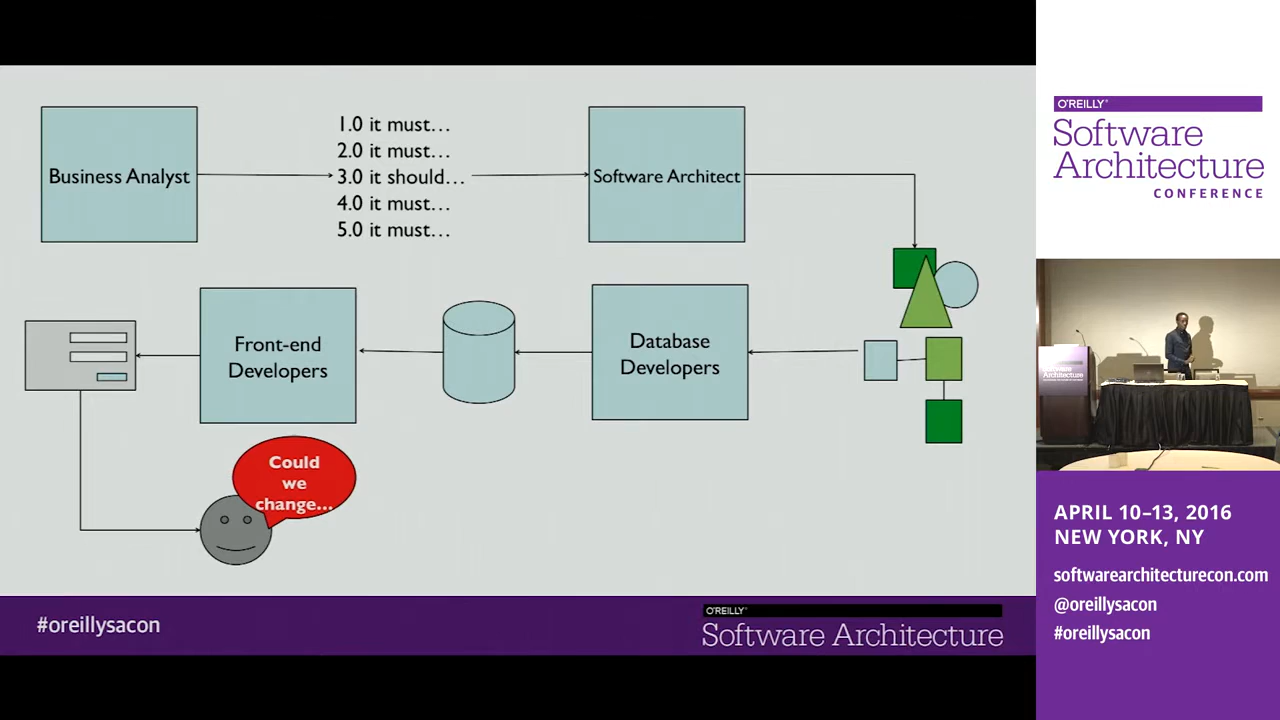 Business Analyst
1.0 it must…
2.0 it must…
3.0 it should…
4.0 it must…
5.0 it must…
Software Architect
Front-end
Developers
Database
Developers
Could
we
change…
#oreillysacon
O'REILLY®
Software Architecture
O'REILLY®
Software
Architecture
CONFERENCE
Software
Architecture
APRIL 10–13, 2016
NEW YORK, NY
softwarearchitecturecon.com
@oreillysacon
#oreillysacon